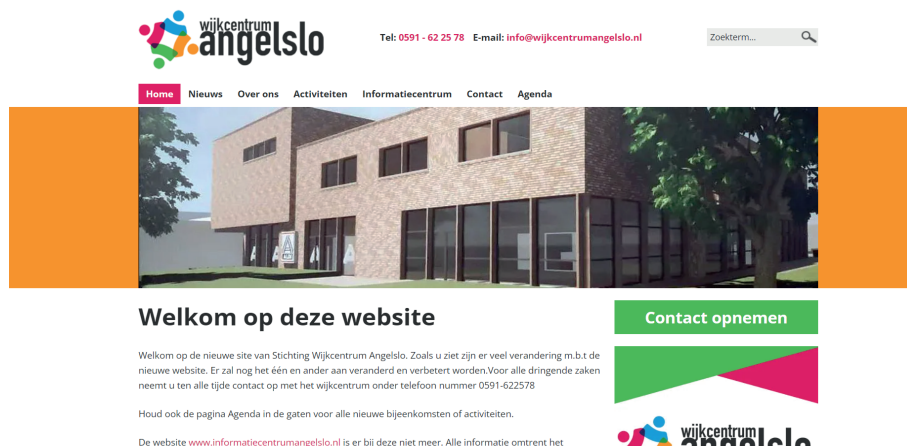 wijkcentrum
angelslo
Tel: 0591 - 62 25 78 E-mail: info@wijkcentrumangelslo.nl
Zoekterm...
Home Nieuws Over ons Activiteiten Informatiecentrum Contact Agenda
A A A A
Welkom op deze website
Contact opnemen
Welkom op de nieuwe site van Stichting Wijkcentrum Angelslo. Zoals u ziet zijn er veel verandering m.b.t de
nieuwe website. Er zal nog het één en ander aan veranderd en verbetert worden.Voor alle dringende zaken
neemt u ten alle tijde contact op met het wijkcentrum onder telefoon nummer 0591-622578
Houd ook de pagina Agenda in de gaten voor alle nieuwe bijeenkomsten of activiteiten.
De website www.informatiecentrumangelslo.nl is er bij deze niet meer. Alle informatie omtrent het
wijkcentrum
angelslo